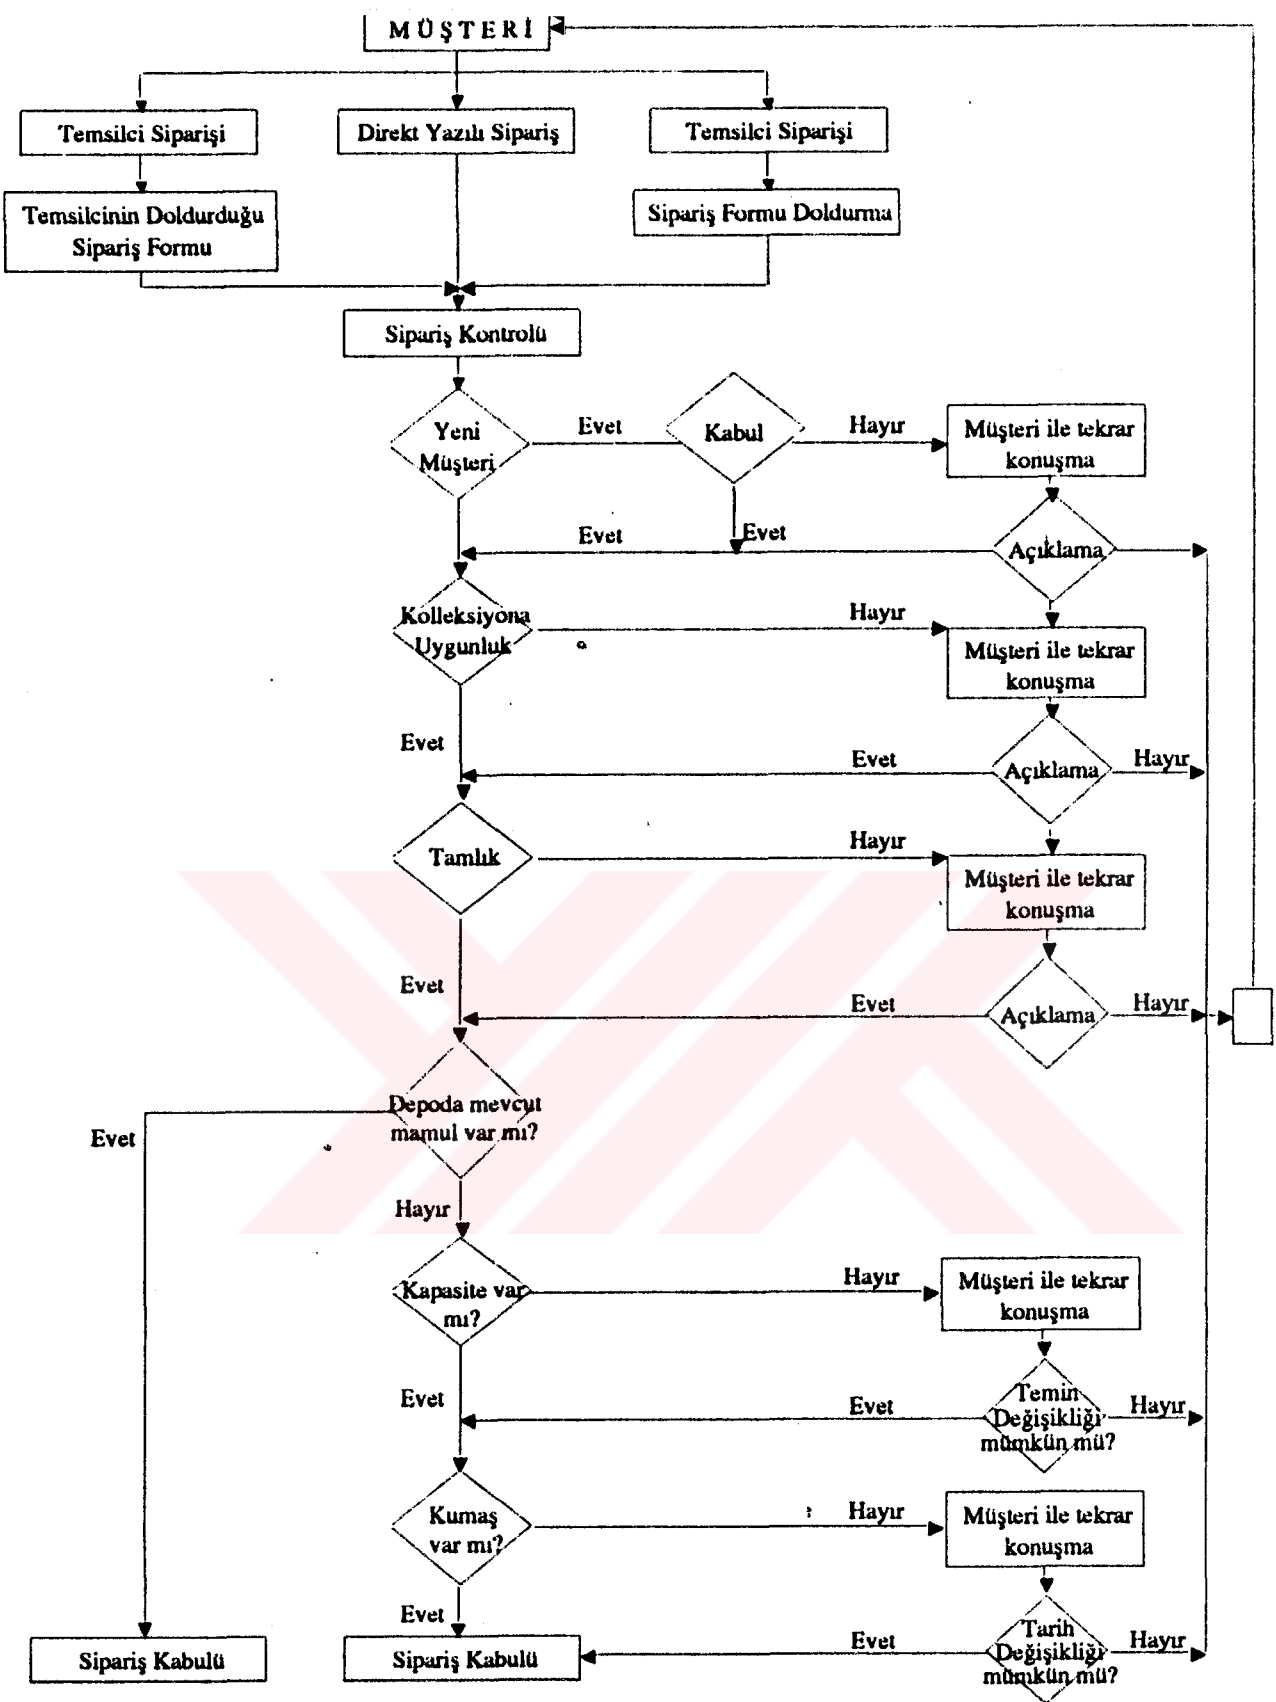 MÜŞTERİ
Temsilci Siparişi
Direkt Yazılı Sipariş
Temsilci Siparişi
Temsilcinin Doldurduğu
Sipariş Formu
Sipariş Formu Doldurma
Sipariş Kontrolü
Yeni
Müşteri
Evet
Kabul
Hayır
Müşteri ile tekrar
konuşma
Evet
Evet
Açıklama
Kolleksiyona
Uygunluk
Hayır
Müşteri ile tekrar
konuşma
Evet
Evet
Açıklama
Hayır
Tamlık
Hayır
Müşteri ile tekrar
konuşma
Evet
Evet
Açıklama
Hayır
Depoda mevcut
mamul var mı?
Evet
Hayır
Kapasite var
mı?
Hayır
Müşteri ile tekrar
konuşma
Evet
Evet
Temin
Değişikliği
mümkün mü?
Hayır
Kumaş
var mı?
Hayır
Müşteri ile tekrar
konuşma
Evet
Evet
Tarih
Değişikliği
mümkün mü?
Hayır
Sipariş Kabulü
Sipariş Kabulü